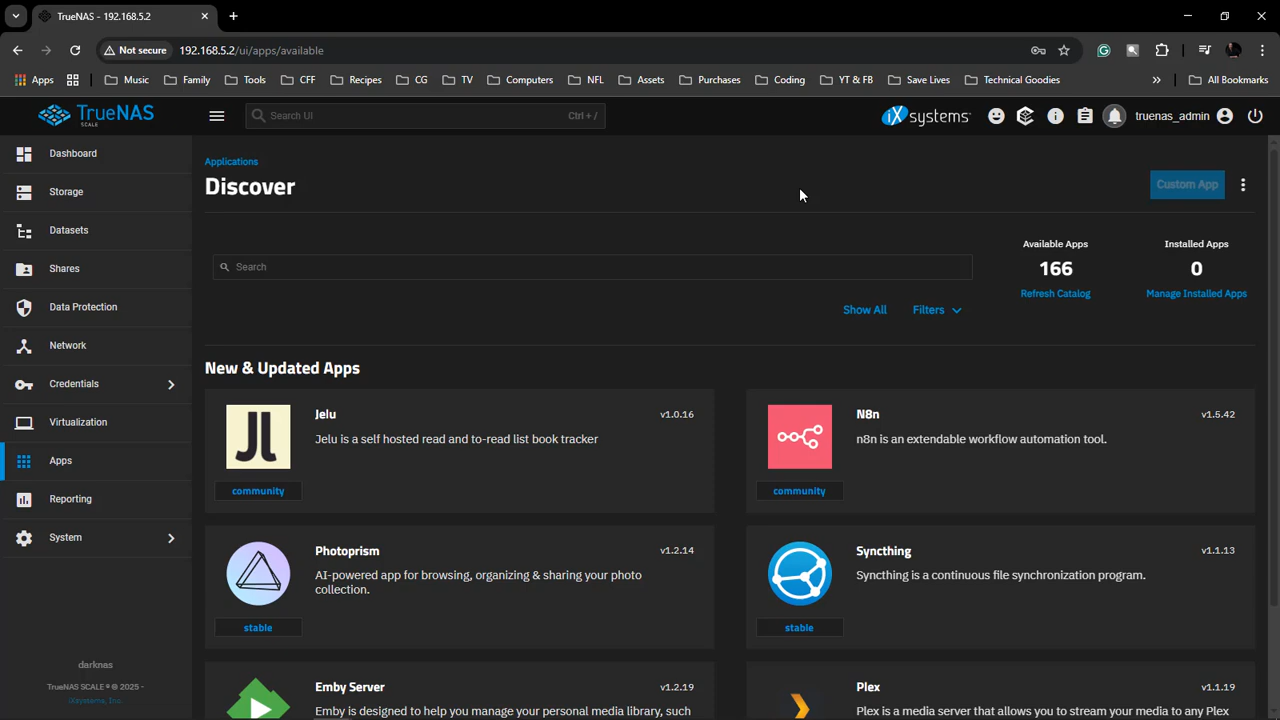 TrueNAS - 192.168.5.2
Not secure
192.168.5.2/ui/apps/available
Apps
Music
Family
Tools
CFF
Recipes
CG
TV
Computers
NFL
Assets
Purchases
Coding
YT & FB
Save Lives
Technical Goodies
»
All Bookmarks
TrueNAS
SCALE
Search UI
Ctrl + /
iXsystems
truenas_admin
Dashboard
Storage
Datasets
Shares
Data Protection
Network
Credentials
Virtualization
Apps
Reporting
System
darknas
TrueNAS SCALE ® © 2025 -
iXsystems, Inc.
Applications
Discover
Custom App
Search
Available Apps
166
Refresh Catalog
Installed Apps
0
Manage Installed Apps
Show All
Filters
New & Updated Apps
JL
Jelu
v1.0.16
Jelu is a self hosted read and to-read list book tracker
community
N8n
v1.5.42
n8n is an extendable workflow automation tool.
community
Photoprism
v1.2.14
AI-powered app for browsing, organizing & sharing your photo
collection.
stable
Syncthing
v1.1.13
Syncthing is a continuous file synchronization program.
stable
Emby Server
v1.2.19
Emby is designed to help you manage your personal media library, such
Plex
v1.1.19
Plex is a media server that allows you to stream your media to any Plex